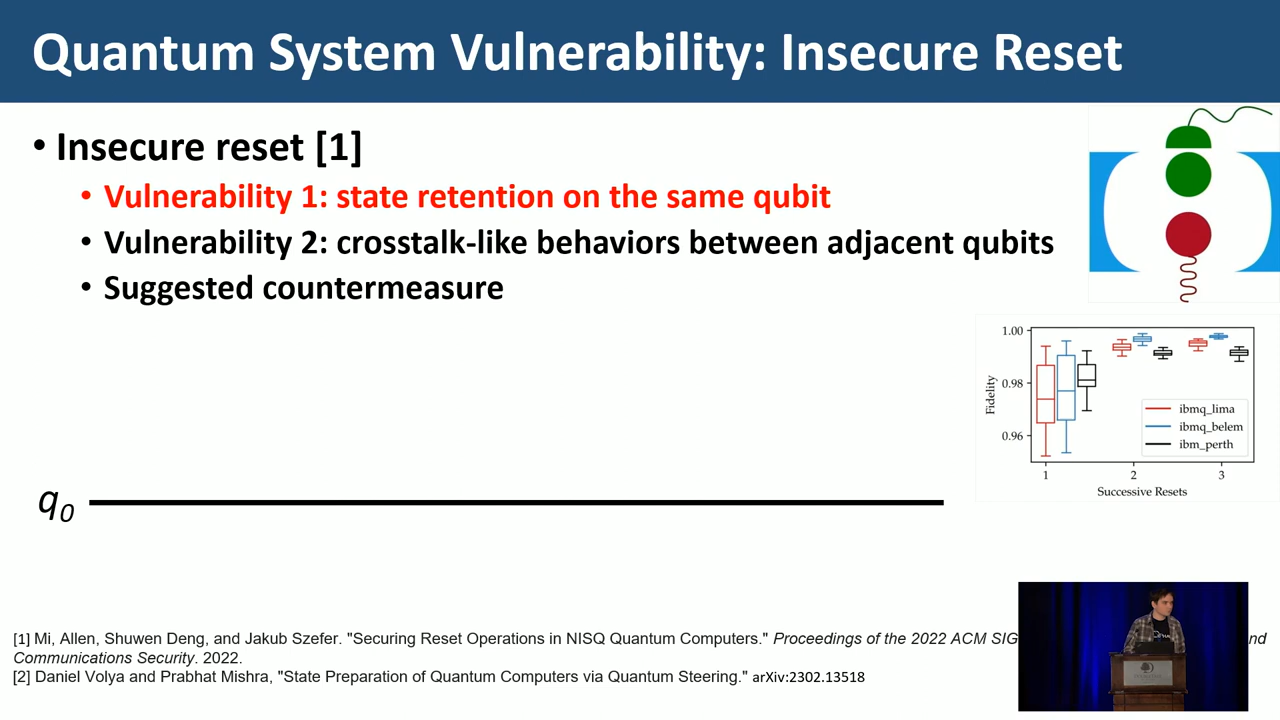 Quantum System Vulnerability: Insecure Reset
• Insecure reset [1]
• Vulnerability 1: state retention on the same qubit
• Vulnerability 2: crosstalk-like behaviors between adjacent qubits
• Suggested countermeasure
1.00
0.98
0.96
Fidelity
ibmq_lima
ibmq_belem
ibm_perth
1 2 3
Successive Resets
q0
[1] Mi, Allen, Shuwen Deng, and Jakub Szefer. "Securing Reset Operations in NISQ Quantum Computers." Proceedings of the 2022 ACM SIG nd
Communications Security. 2022.
[2] Daniel Volya and Prabhat Mishra, "State Preparation of Quantum Computers via Quantum Steering." arXiv:2302.13518